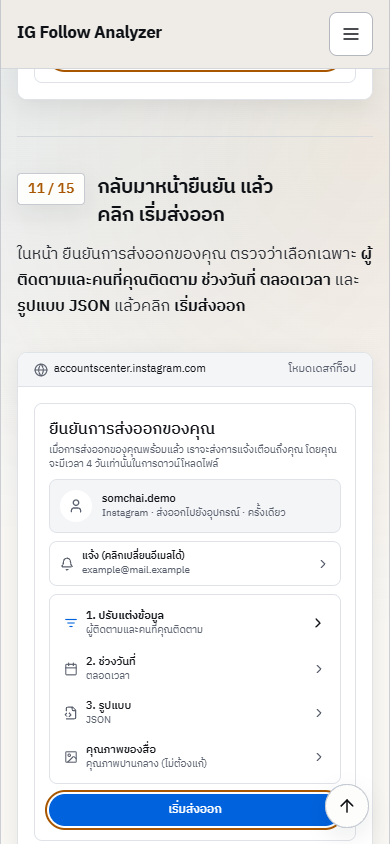 IG Follow Analyzer
11 / 15
กลับมาหน้ายืนยัน แล้ว
คลิก เริ่มส่งออก
ในหน้า ยืนยันการส่งออกของคุณ ตรวจว่าเลือกเฉพาะ ผู้
ติดตามและคนที่คุณติดตาม ช่วงวันที่ ตลอดเวลา และ
รูปแบบ JSON แล้วคลิก เริ่มส่งออก
accountscenter.instagram.com
โหมดเดสก์ท็อป
ยืนยันการส่งออกของคุณ
เมื่อการส่งออกของคุณพร้อมแล้ว เราจะส่งการแจ้งเตือนถึงคุณ โดยคุณ
จะมีเวลา 4 วันเท่านั้นในการดาวน์โหลดไฟล์
somchai.demo
Instagram · ส่งออกไปยังอุปกรณ์ · ครั้งเดียว
แจ้ง (คลิกเปลี่ยนอีเมลได้)
example@mail.example
1. ปรับแต่งข้อมูล
ผู้ติดตามและคนที่คุณติดตาม
2. ช่วงวันที่
ตลอดเวลา
3. รูปแบบ
JSON
คุณภาพของสื่อ
คุณภาพปานกลาง (ไม่ต้องแก้)
เริ่มส่งออก